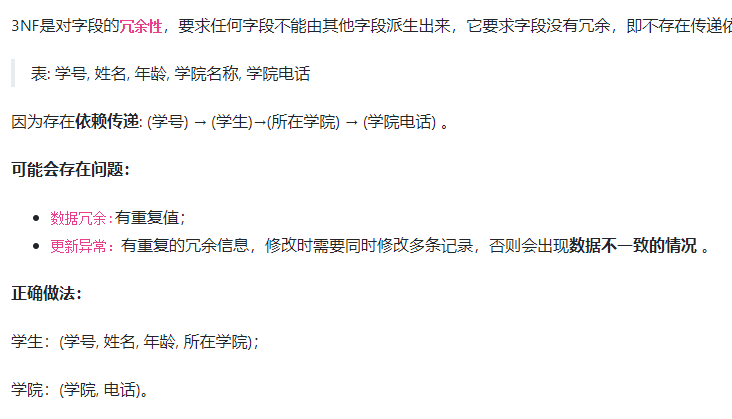 3NF是对字段的冗余性，要求任何字段不能由其他字段派生出来，它要求字段没有冗余，即不存在传递
表: 学号, 姓名, 年龄, 学院名称, 学院电话
因为存在依赖传递: (学号) → (学生)→(所在学院) → (学院电话) 。
可能会存在问题：
• 数据冗余:有重复值；
• 更新异常：有重复的冗余信息，修改时需要同时修改多条记录，否则会出现数据不一致的情况 。
正确做法：
学生：(学号, 姓名, 年龄, 所在学院)；
学院：(学院, 电话)。